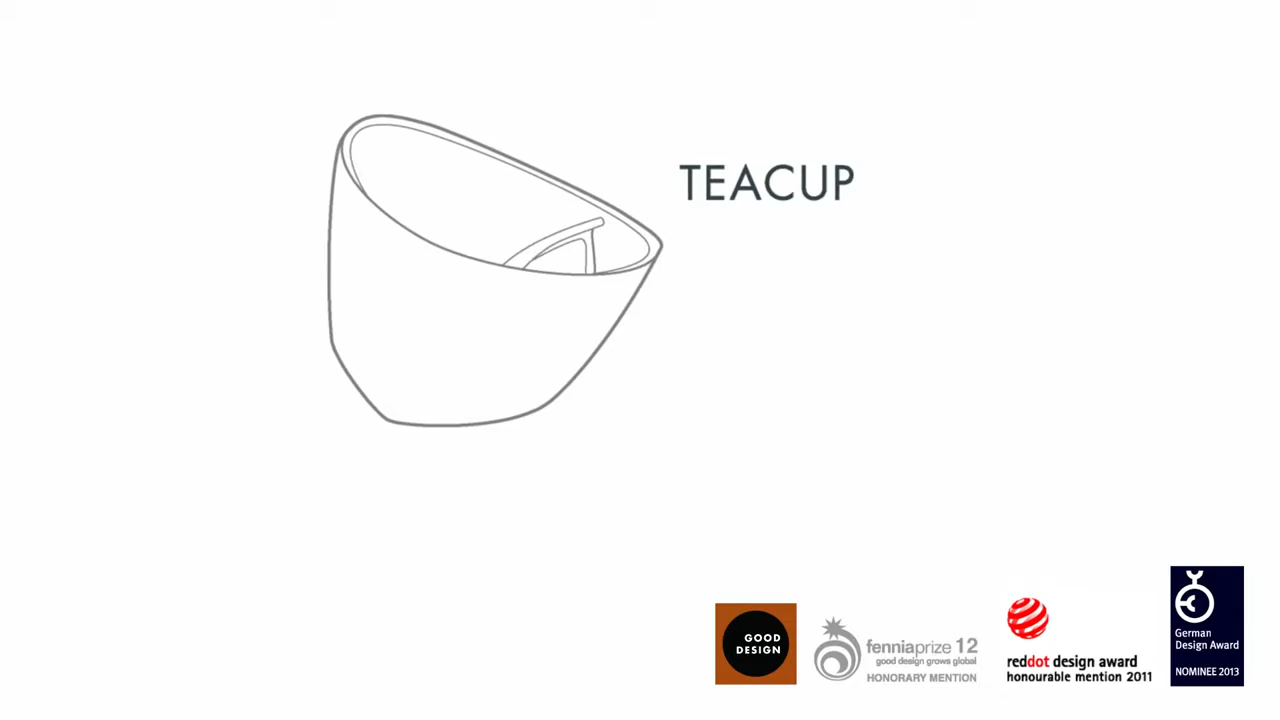 TEACUP
GOOD
DESIGN
fenniaprize 12
good design grows global
HONORARY MENTION
reddot design award
honourable mention 2011
German
Design Award
NOMINEE 2013